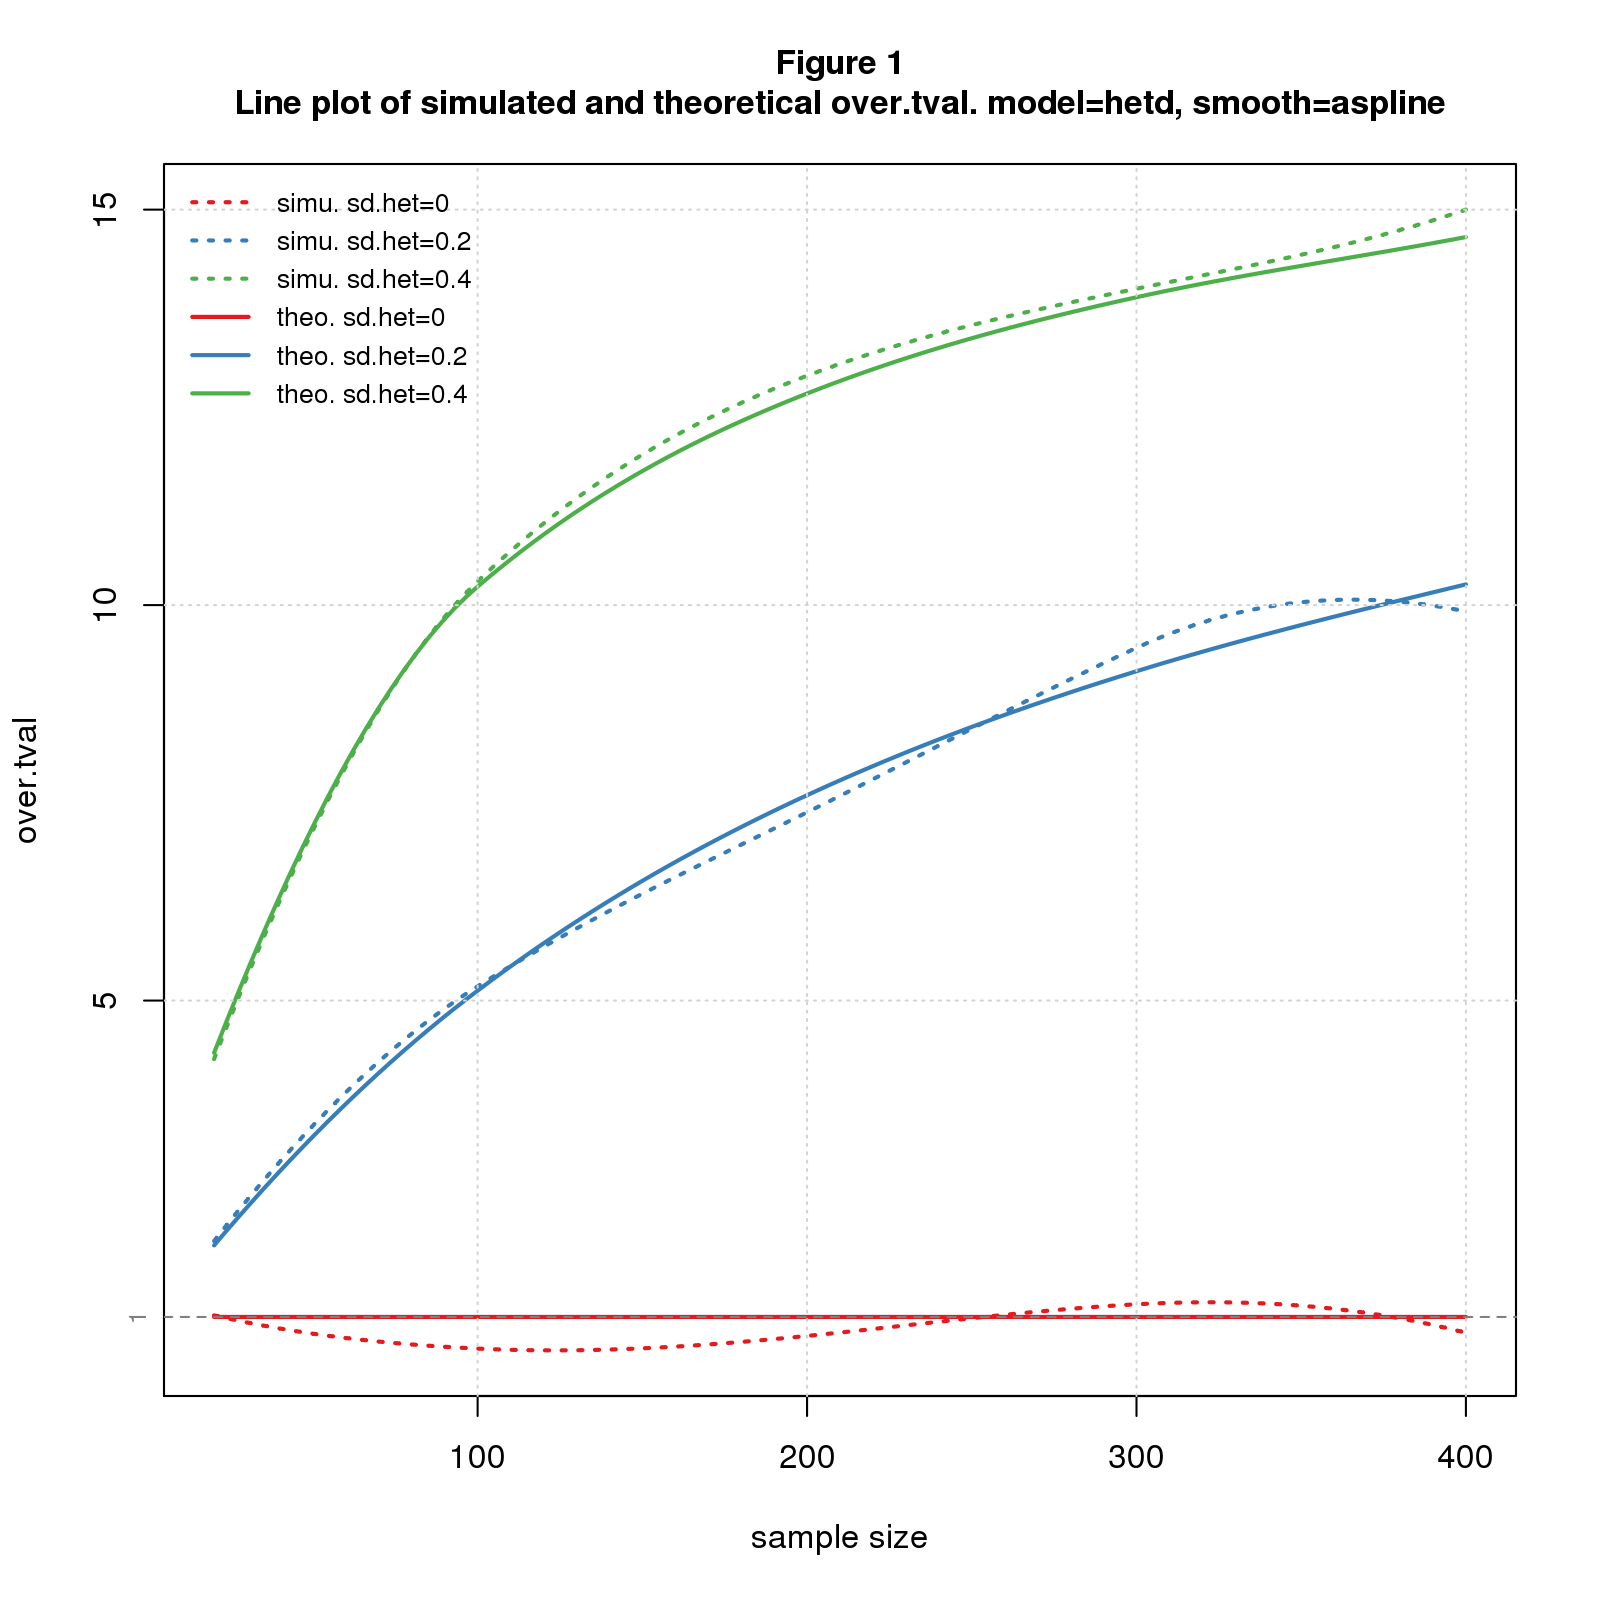 Figure 1
Line plot of simulated and theoretical over.tval. model=hetd, smooth=aspline
simu. sd.het=0
simu. sd.het=0.2
simu. sd.het=0.4
theo. sd.het=0
theo. sd.het=0.2
theo. sd.het=0.4
15
10
5
1
over.tval
100 200 300 400
sample size